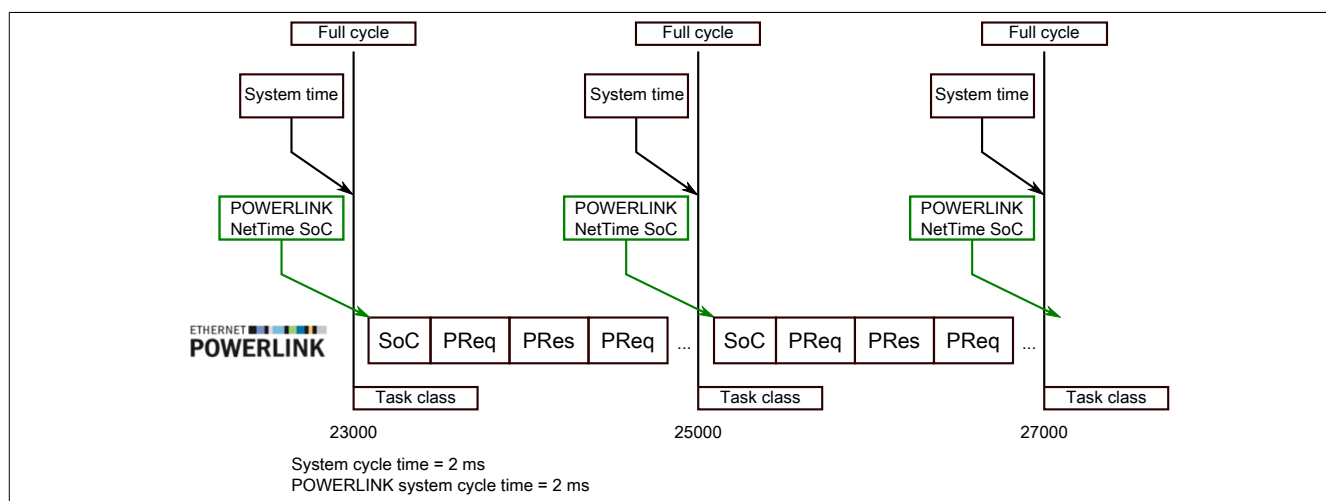 Full cycle
Full cycle
Full cycle
System time
System time
System time
POWERLINK
NetTime SoC
POWERLINK
NetTime SoC
POWERLINK
NetTime SoC
ETHERNET
POWERLINK
SoC PReq PRes PReq ... SoC PReq PRes PReq ...
Task class
Task class
Task class
23000
25000
27000
System cycle time = 2 ms
POWERLINK system cycle time = 2 ms